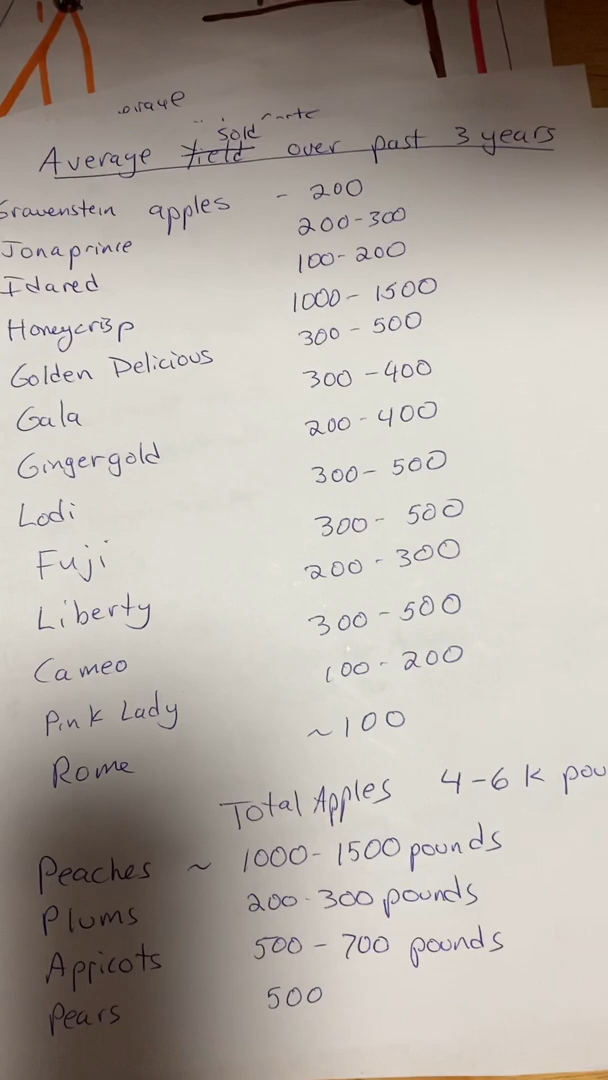 Average yield sold over past 3 years
Gravenstein apples - 200
Jonaprince 200-300
Idared 100-200
Honeycrisp 1000-1500
Golden Delicious 300-500
Gala 300-400
Gingergold 200-400
Lodi 300-500
Fuji 300-500
Liberty 200-300
Cameo 300-500
Pink Lady 100-200
Rome ~100
Total Apples 4-6 K pou
Peaches ~ 1000-1500 pounds
Plums 200-300 pounds
Apricots 500-700 pounds
Pears 500